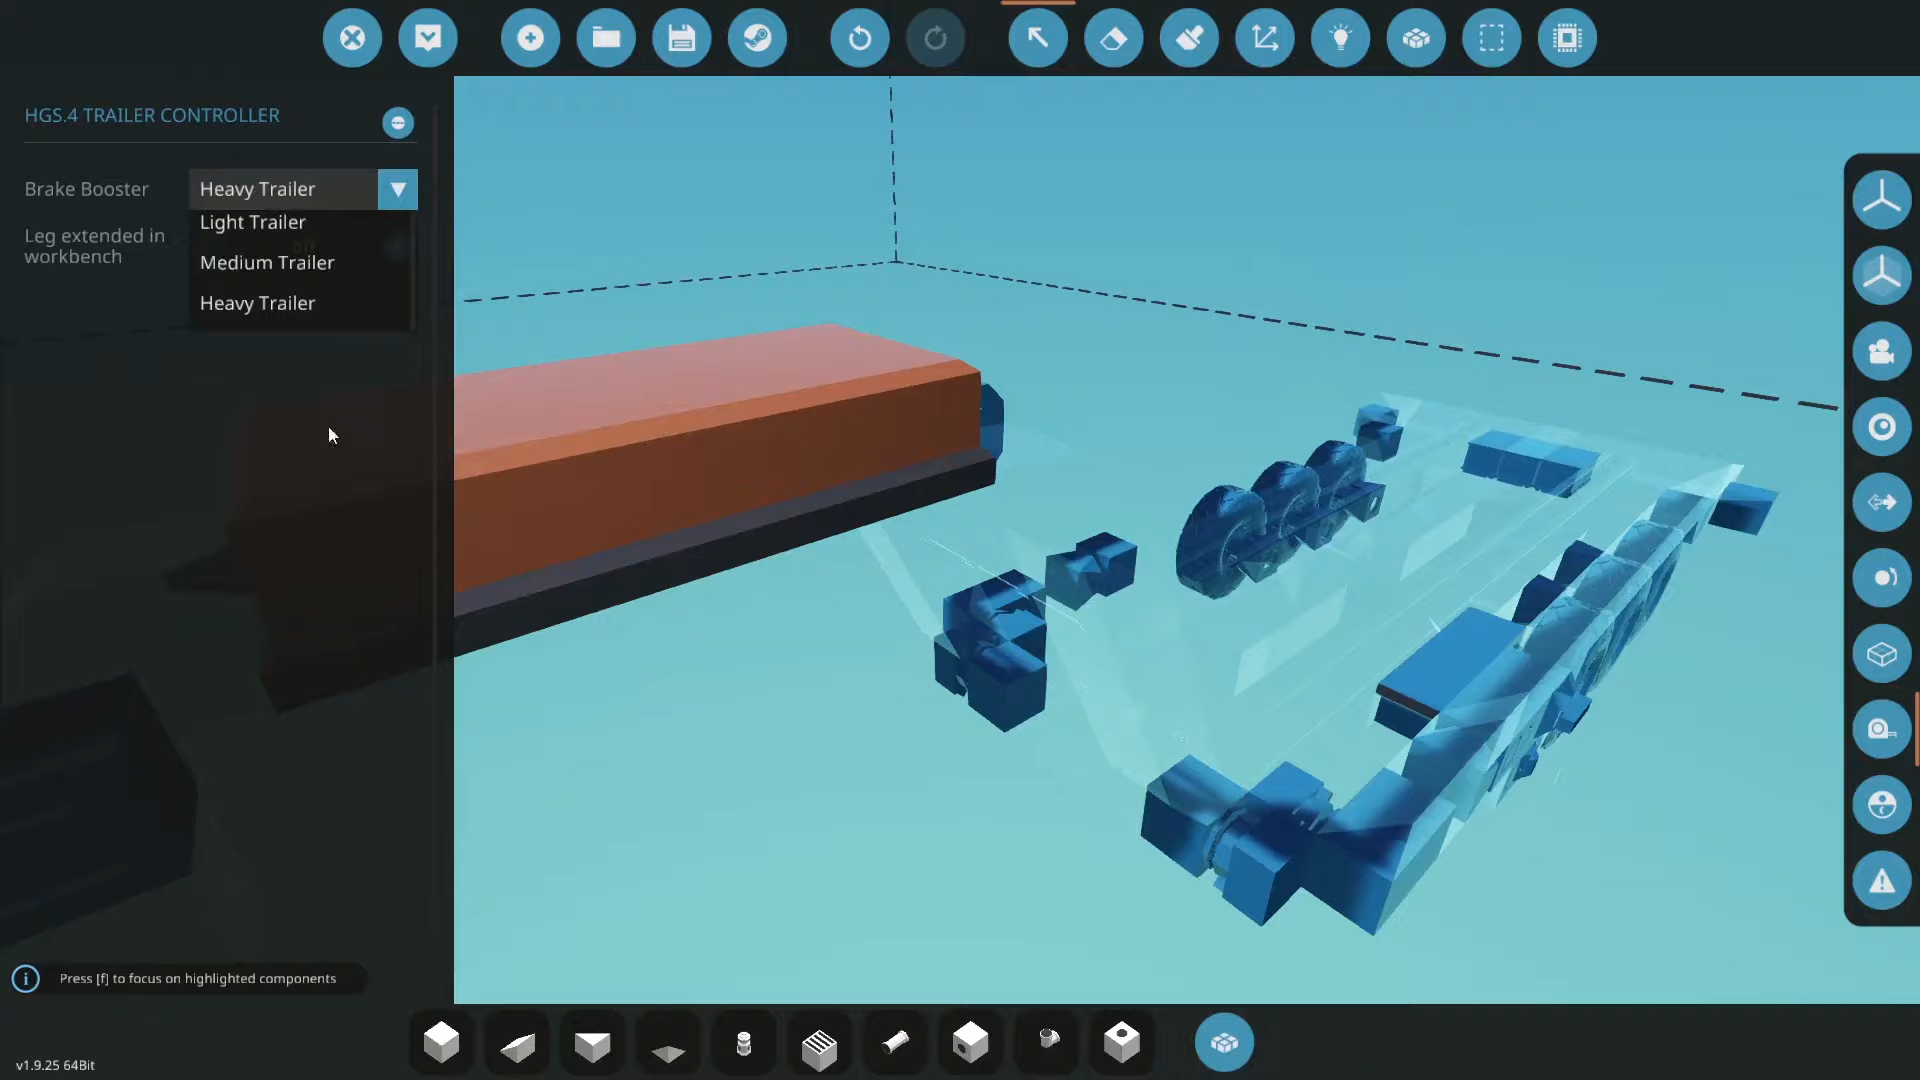 HGS.4 TRAILER CONTROLLER
Brake Booster
Heavy Trailer
Light Trailer
Leg extended in
workbench
off
Medium Trailer
Heavy Trailer
Press [f] to focus on highlighted components
v1.9.25 64Bit